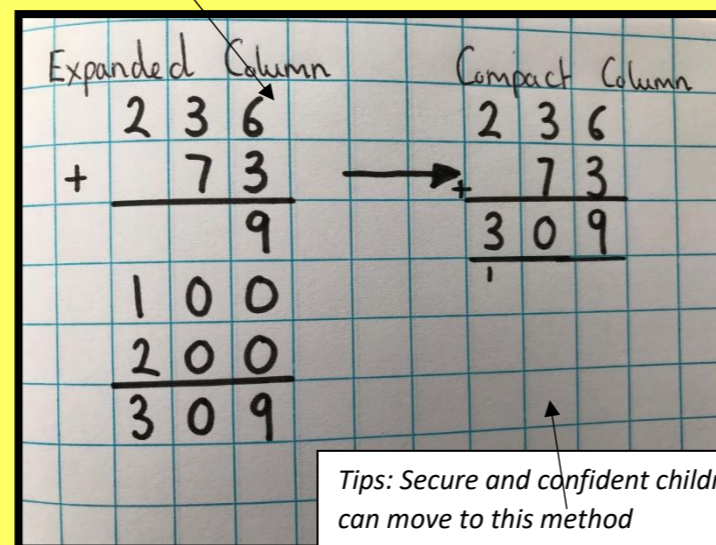 Expanded Column
2 3 6
+ 7 3
9
1 0 0
2 0 0
3 0 9
Compact Column
2 3 6
+ 7 3
3 0 9
1
Tips: Secure and confident
can move to this method